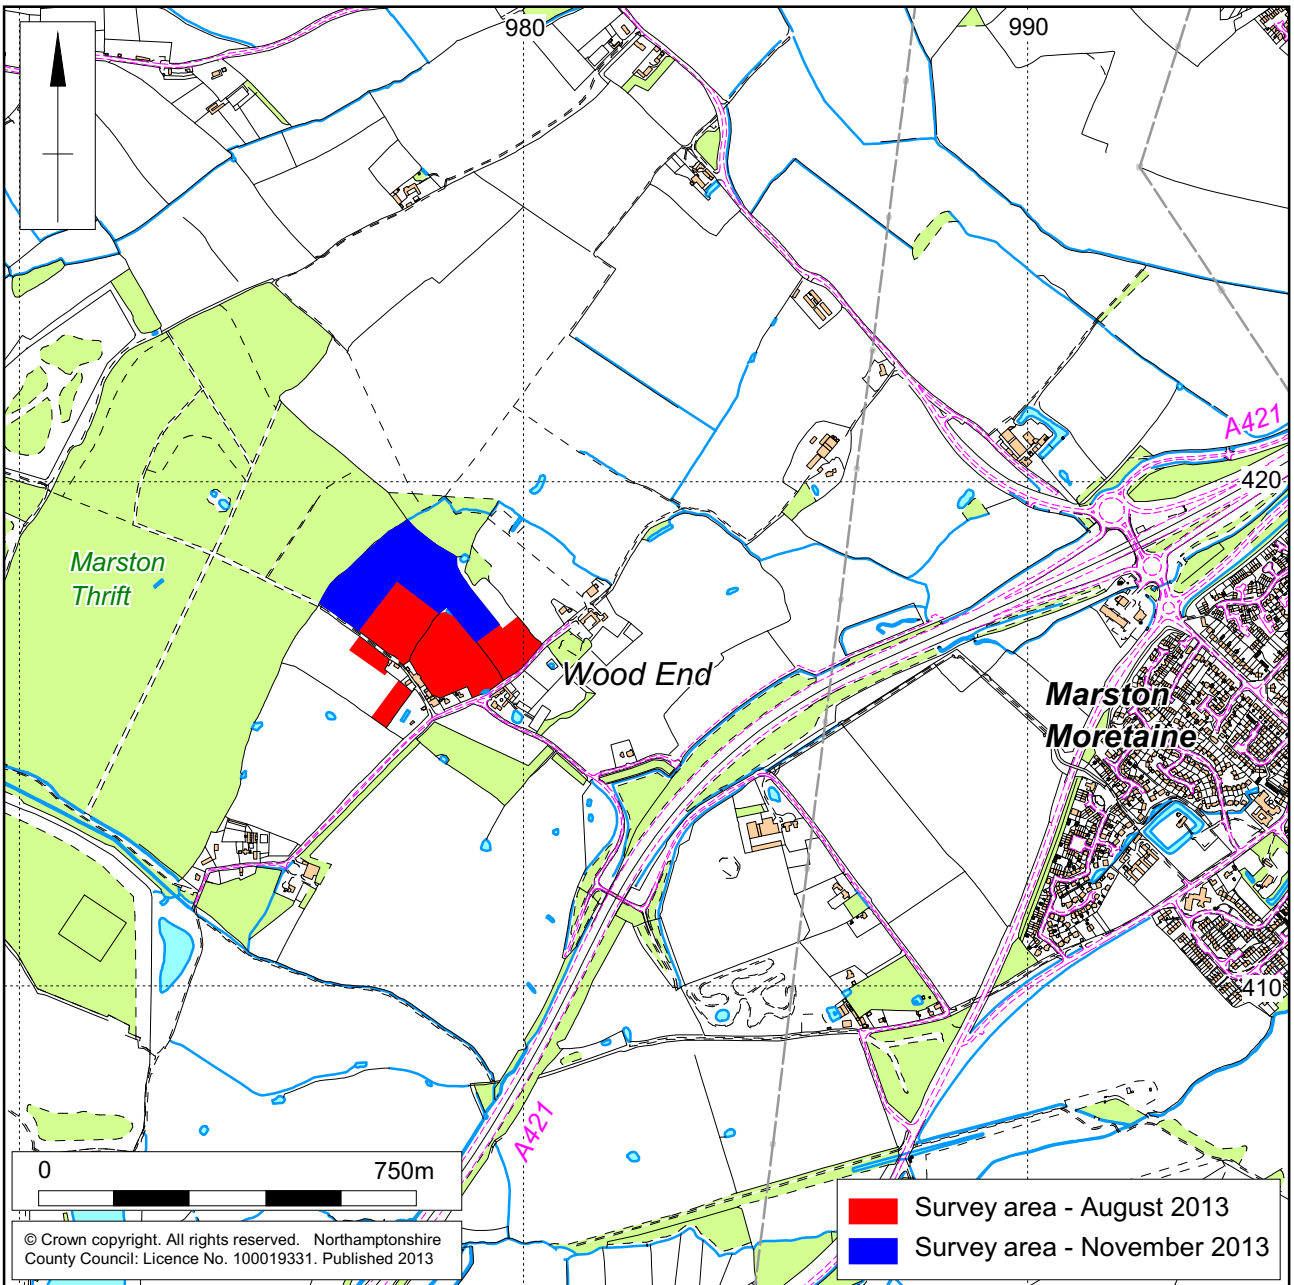 980
990
A421
420
Marston
Thrift
Wood End
Marston
Moretaine
410
A421
0 750m
© Crown copyright. All rights reserved. Northamptonshire
County Council: Licence No. 100019331. Published 2013
Survey area - August 2013
Survey area - November 2013